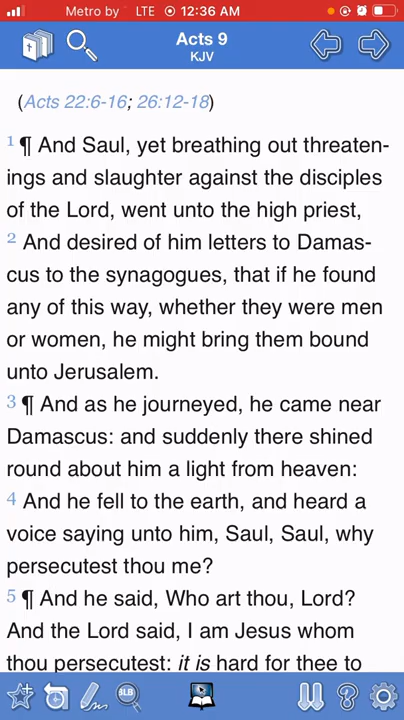 Metro by LTE 12:36 AM
Acts 9
KJV
(Acts 22:6-16; 26:12-18)
1 ¶ And Saul, yet breathing out threaten-
ings and slaughter against the disciples
of the Lord, went unto the high priest,
2 And desired of him letters to Damas-
cus to the synagogues, that if he found
any of this way, whether they were men
or women, he might bring them bound
unto Jerusalem.
3 ¶ And as he journeyed, he came near
Damascus: and suddenly there shined
round about him a light from heaven:
4 And he fell to the earth, and heard a
voice saying unto him, Saul, Saul, why
persecutest thou me?
5 ¶ And he said, Who art thou, Lord?
And the Lord said, I am Jesus whom
thou persecutest: it is hard for thee to
BLB